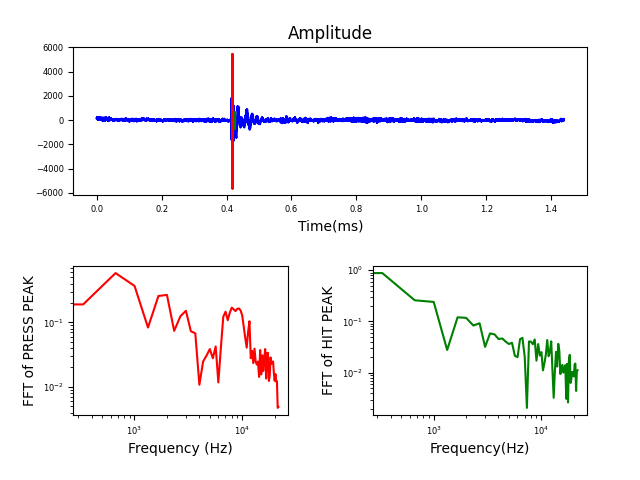 Amplitude
6000
4000
2000
0
−2000
−4000
−6000
0.0 0.2 0.4 0.6 0.8 1.0 1.2 1.4
Time(ms)
FFT of PRESS PEAK
10⁻¹
10⁻²
10³ 10⁴
Frequency (Hz)
FFT of HIT PEAK
10⁰
10⁻¹
10⁻²
10³ 10⁴
Frequency(Hz)